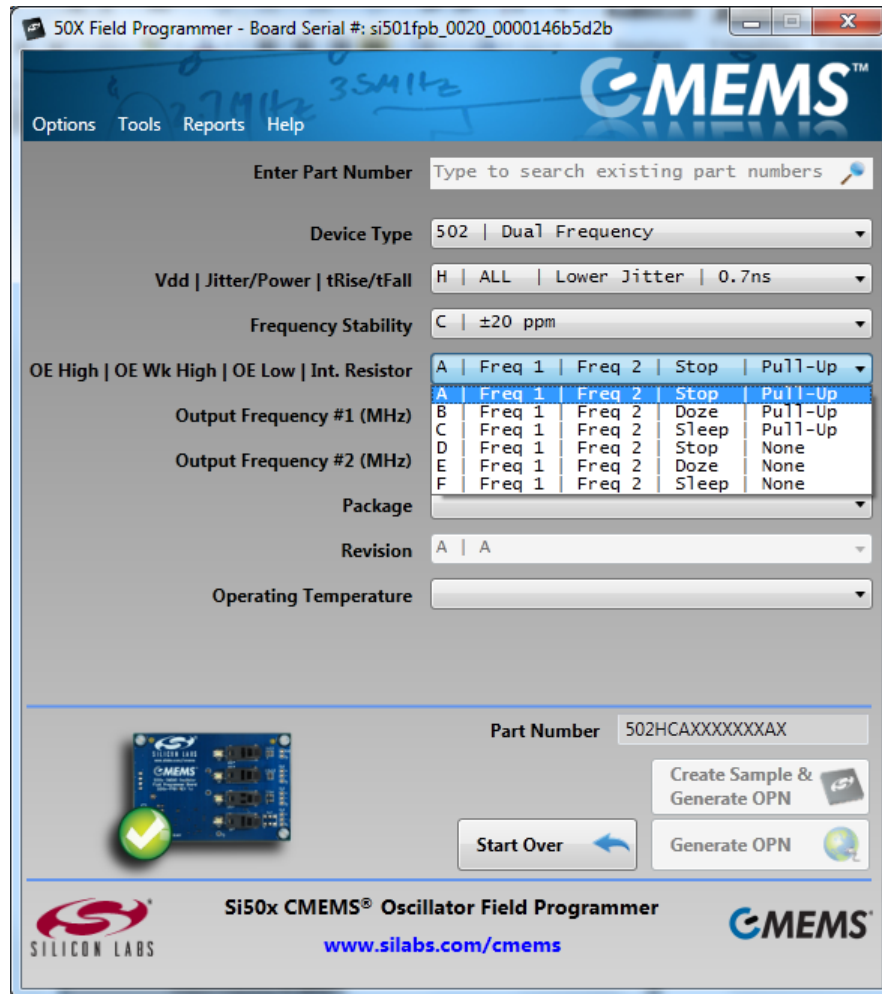 50X Field Programmer - Board Serial #: si501fpb_0020_0000146b5d2b
35MHz
CMEMS™
Options Tools Reports Help
Enter Part Number Type to search existing part numbers
Device Type 502 | Dual Frequency
Vdd | Jitter/Power | tRise/tFall H | ALL | Lower Jitter | 0.7ns
Frequency Stability C | ±20 ppm
OE High | OE Wk High | OE Low | Int. Resistor A | Freq 1 | Freq 2 | Stop | Pull-Up
A | Freq 1 | Freq 2 | Stop | Pull-Up
B | Freq 1 | Freq 2 | Doze | Pull-Up
C | Freq 1 | Freq 2 | Sleep | Pull-Up
D | Freq 1 | Freq 2 | Stop | None
E | Freq 1 | Freq 2 | Doze | None
F | Freq 1 | Freq 2 | Sleep | None
Output Frequency #1 (MHz)
Output Frequency #2 (MHz)
Package
Revision A | A
Operating Temperature
Part Number 502HCAXXXXXXXAX
SILICON LABS
CMEMS
Create Sample &
Generate OPN
Start Over
Generate OPN
Si50x CMEMS® Oscillator Field Programmer
www.silabs.com/cmems
SILICON LABS
CMEMS